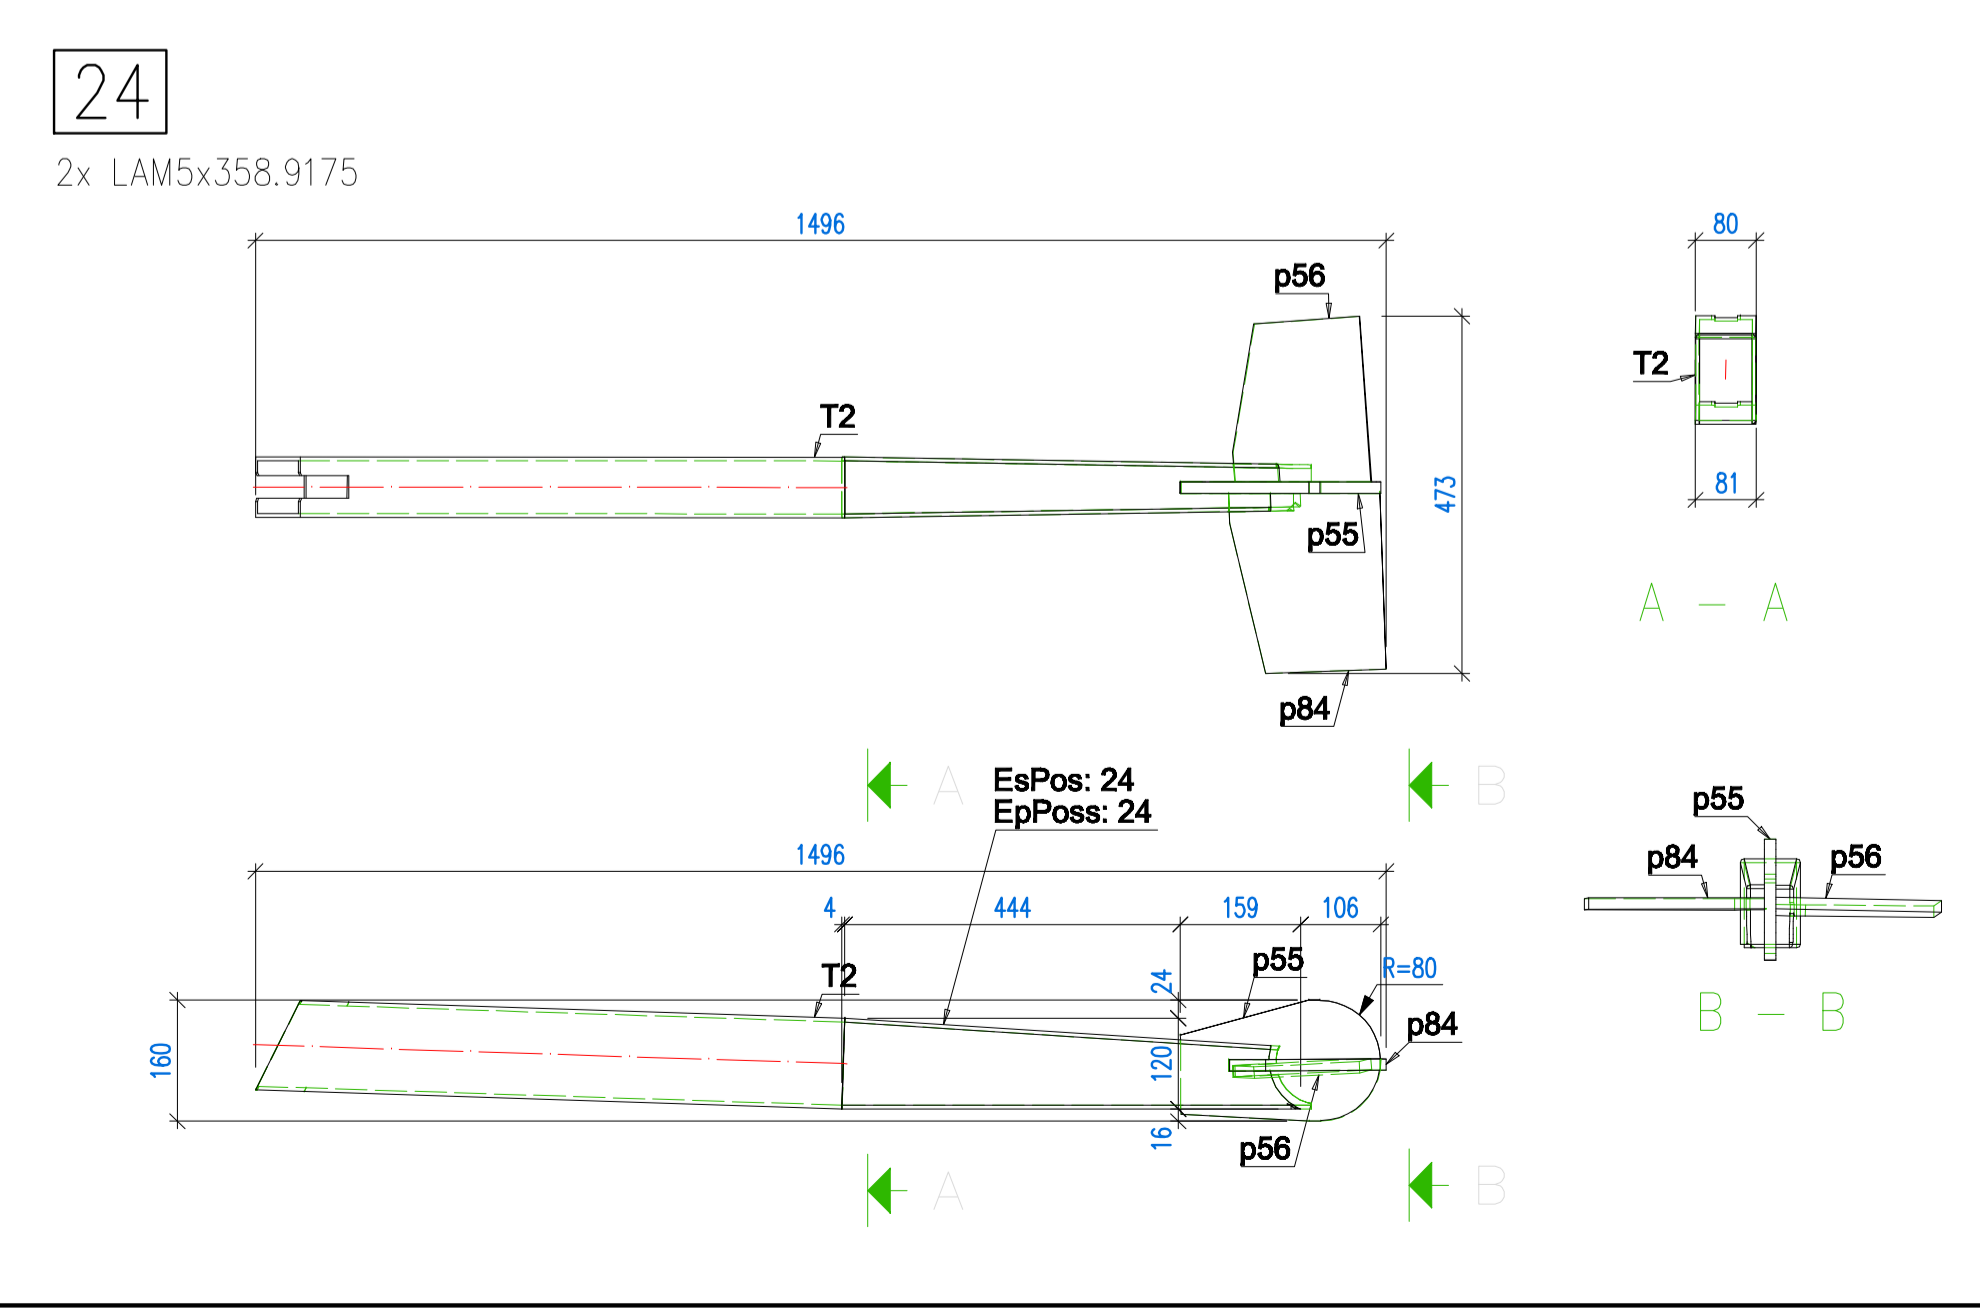 24
2x LAM5x358.9175
1496
80
p56
T2
T2
473
81
p55
A - A
p84
A
B
EsPos: 24
EpPoss: 24
p55
p84
p56
1496
4
444
159
106
p55
R=80
T2
24
p84
B - B
160
120
16
p56
A
B